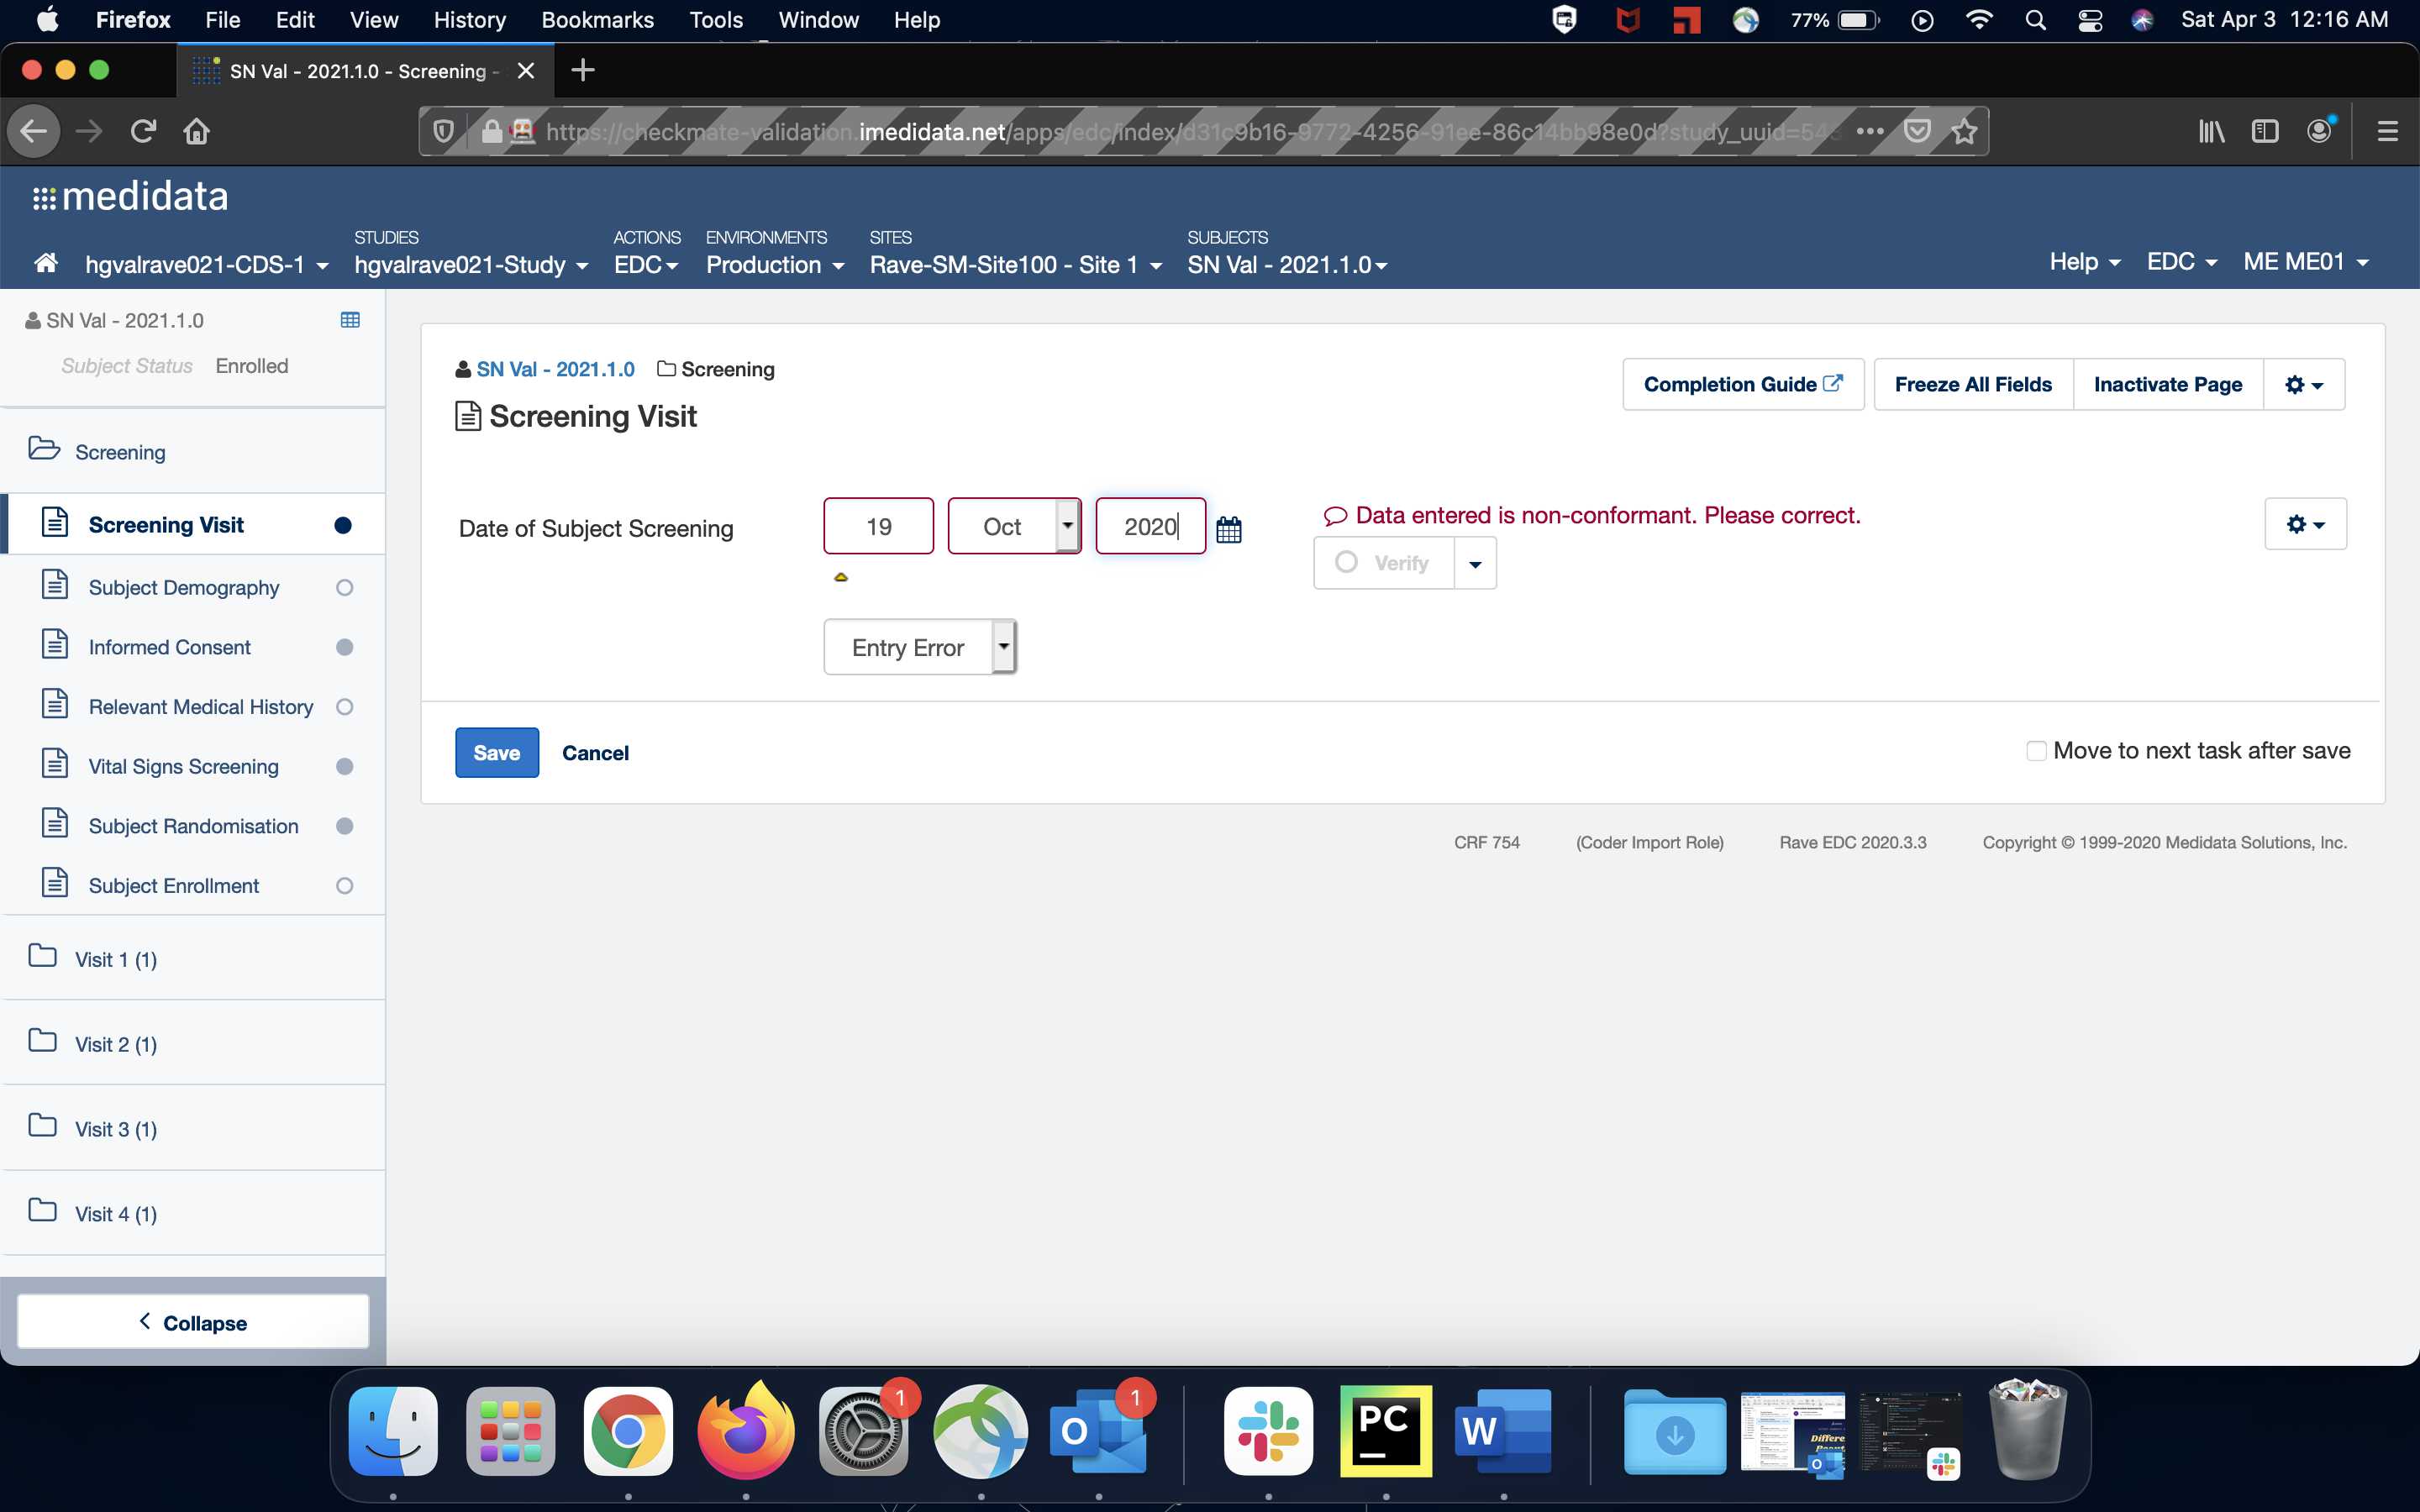 Firefox File Edit View History Bookmarks Tools Window Help 77% Sat Apr 3 12:16 AM
SN Val - 2021.1.0 - Screening -
https://checkmate-validation.imedidata.net/apps/edc/index/d31c9b16-9772-4256-91ee-86c14bb98e0d?study_uuid=543
medidata
STUDIES ACTIONS ENVIRONMENTS SITES SUBJECTS
hgvalrave021-CDS-1 hgvalrave021-Study EDC Production Rave-SM-Site100 - Site 1 SN Val - 2021.1.0 Help EDC ME ME01
SN Val - 2021.1.0
Subject Status Enrolled
Screening
Screening Visit
Subject Demography
Informed Consent
Relevant Medical History
Vital Signs Screening
Subject Randomisation
Subject Enrollment
Visit 1 (1)
Visit 2 (1)
Visit 3 (1)
Visit 4 (1)
Collapse
SN Val - 2021.1.0 Screening
Screening Visit
Completion Guide Freeze All Fields Inactivate Page
Date of Subject Screening 19 Oct 2020 Data entered is non-conformant. Please correct.
Verify
Entry Error
Save Cancel Move to next task after save
CRF 754 (Coder Import Role) Rave EDC 2020.3.3 Copyright © 1999-2020 Medidata Solutions, Inc.
1 1
O PC W